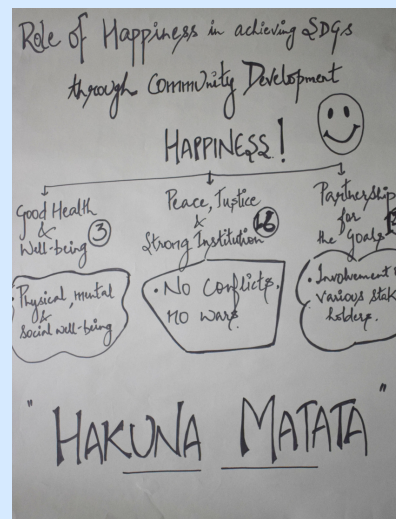 Role of Happiness in achieving SDGs
through Community Development
HAPPINESS!
Good Health
&
Well-being 3
Peace, Justice
&
Strong Institution 16
Partnership
for
the Goals
Physical, mental
&
social well-being
• No conflicts.
no wars
• Involvement
various
holders.
"HAKUNA MATATA"